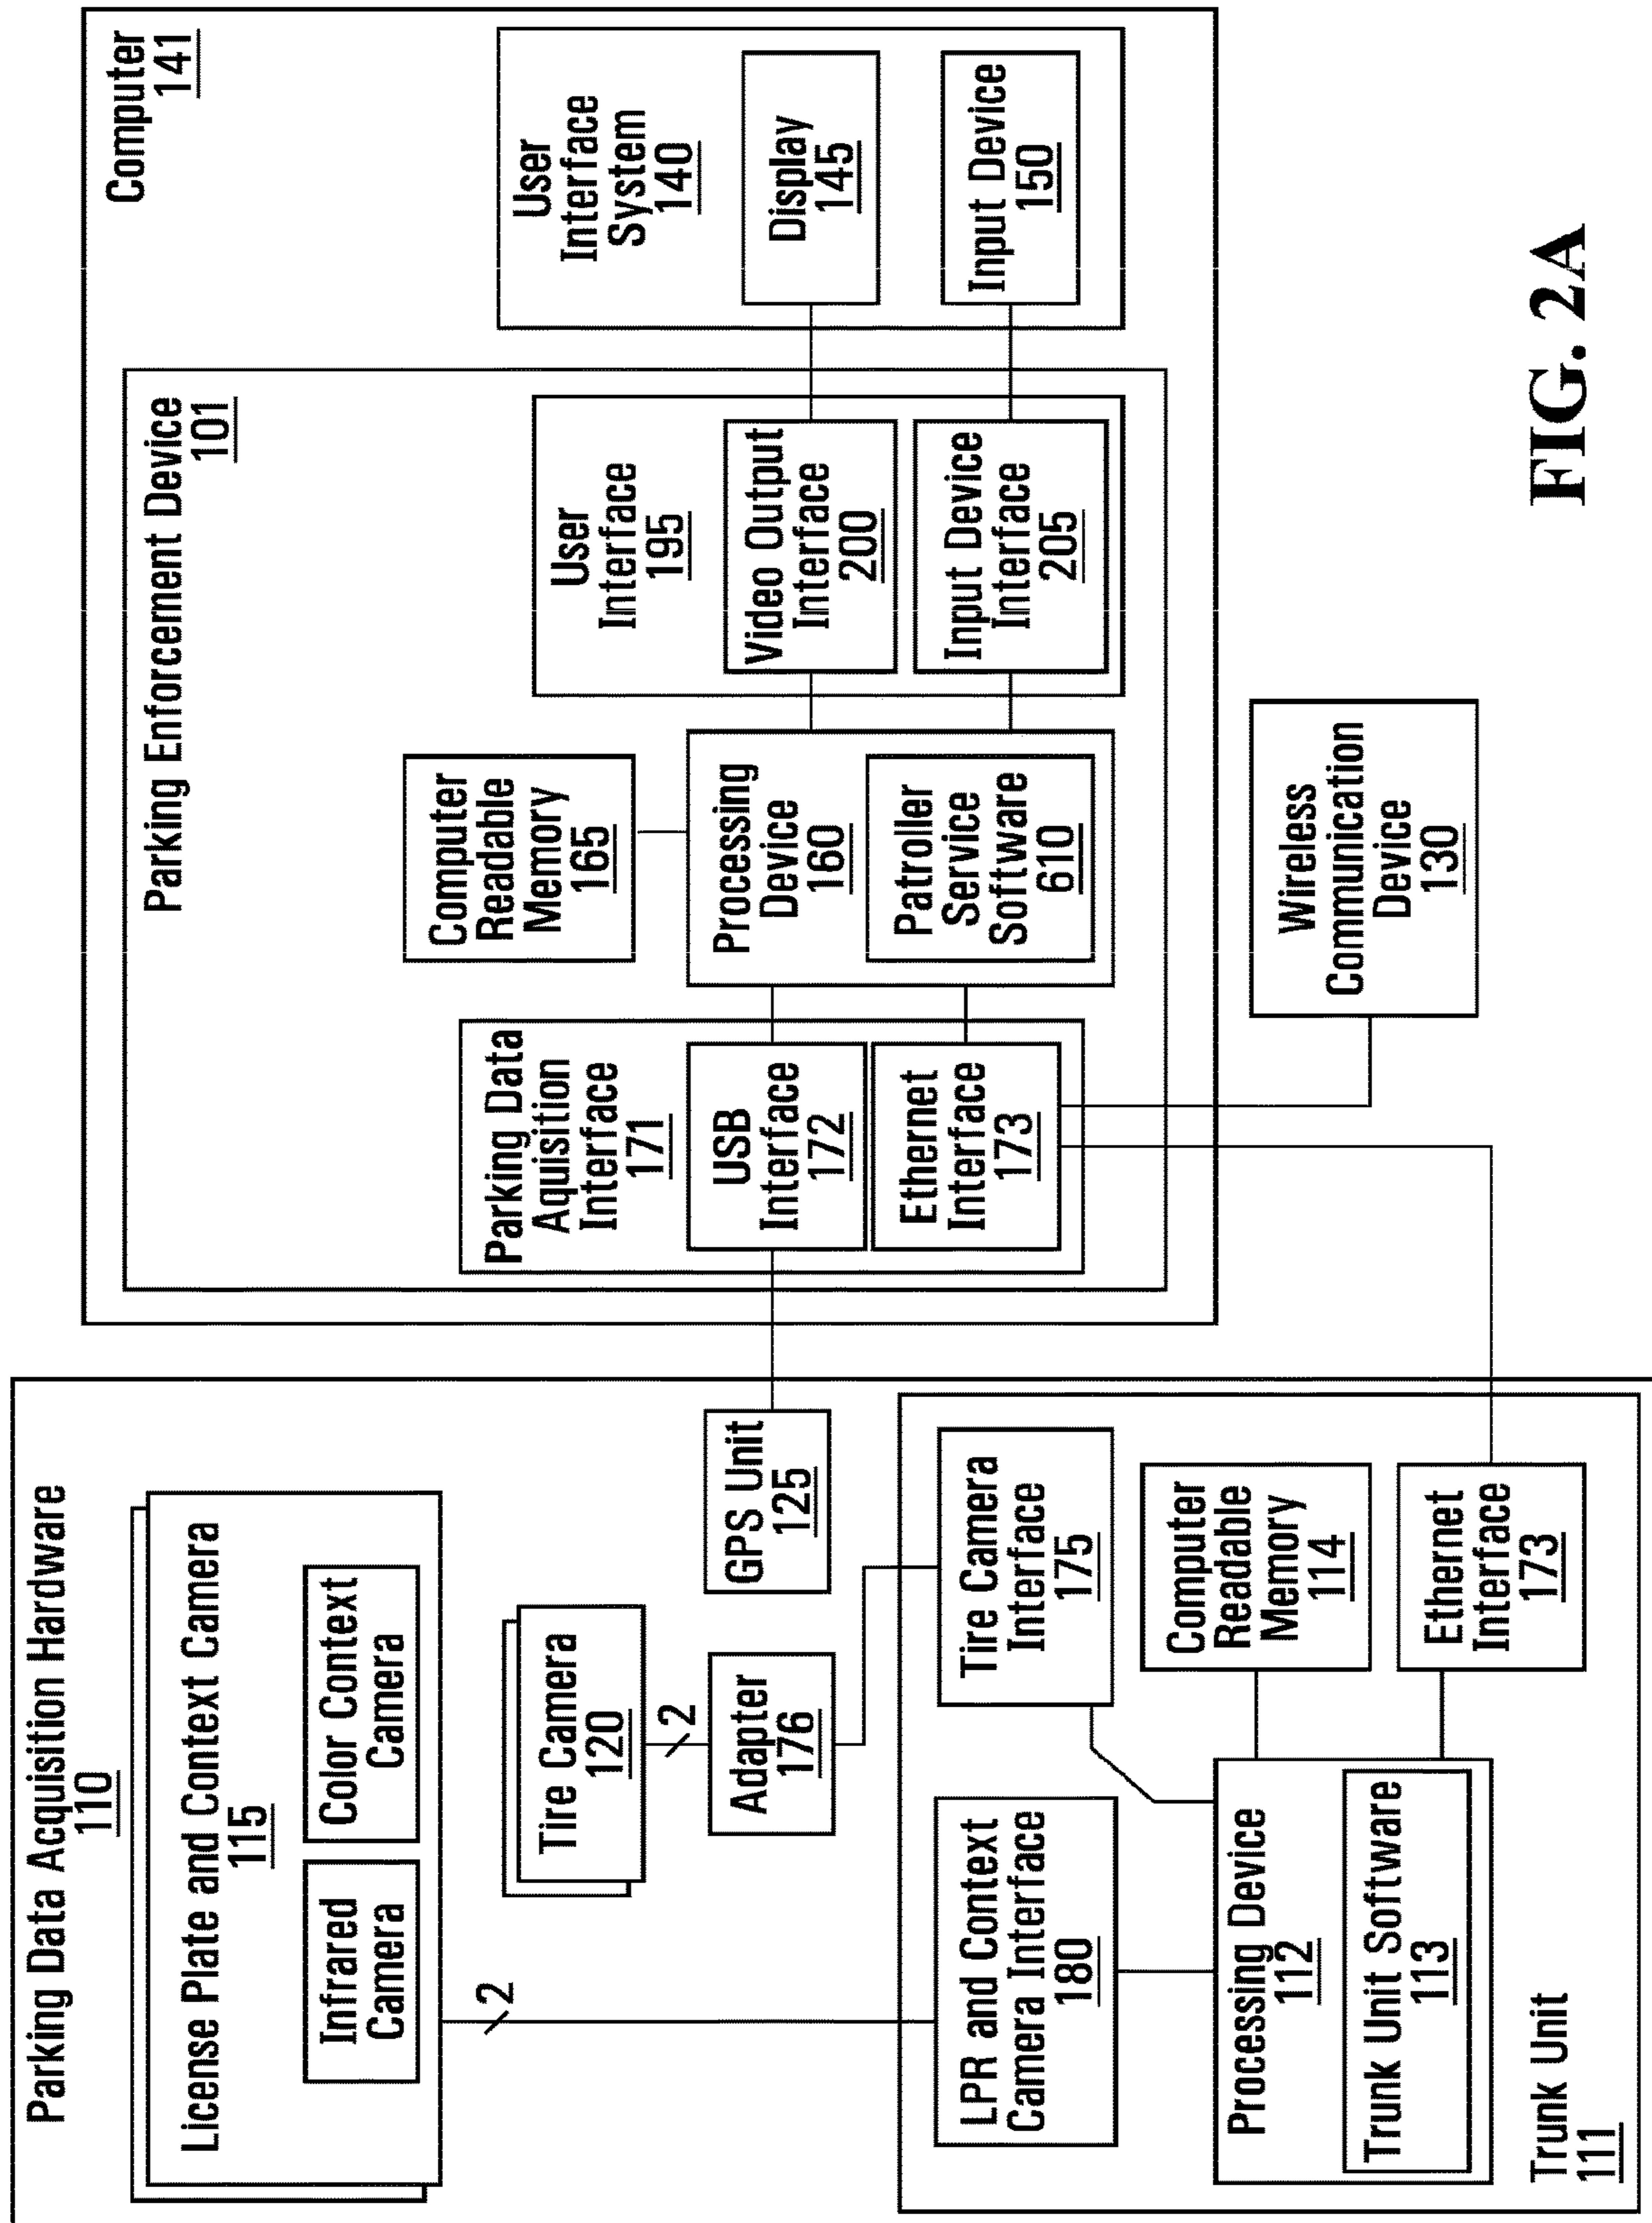 Parking Data Acquisition Hardware
110
License Plate and Context Camera
115
Infrared
Camera
Color Context
Camera
2
Tire Camera
120
2
Adapter
176
GPS Unit
125
LPR and Context
Camera Interface
180
Tire Camera
Interface
175
Processing Device
112
Trunk Unit Software
113
Computer
Readable
Memory
114
Ethernet
Interface
173
Trunk Unit
111
Computer
141
Parking Enforcement Device
101
Parking Data
Aquisition
Interface
171
USB
Interface
172
Ethernet
Interface
173
Computer
Readable
Memory
165
Processing
Device
160
Patroller
Service
Software
610
User
Interface
195
Video Output
Interface
200
Input Device
Interface
205
User
Interface
System
140
Display
145
Input Device
150
Wireless
Communication
Device
130
FIG. 2A